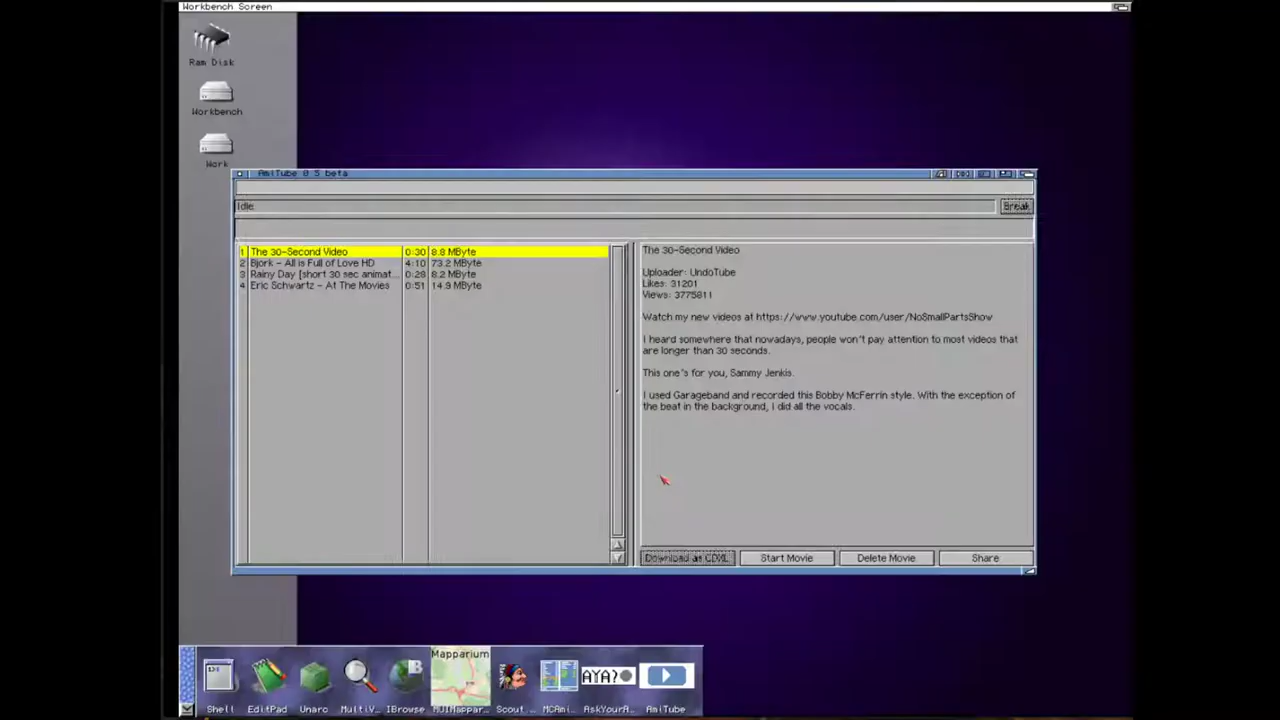 Workbench Screen
Ram Disk
Workbench
Work
AmiTube 0 5 beta
Idle
Break
1 The 30-Second Video 0:30 8.8 MByte
2 Bjork - All is Full of Love HD 4:10 73.2 MByte
3 Rainy Day [short 30 sec animat... 0:28 8.2 MByte
4 Eric Schwartz - At The Movies 0:51 14.9 MByte
The 30-Second Video
Uploader: UndoTube
Likes: 31201
Views: 3775811
Watch my new videos at https://www.youtube.com/user/NoSmallPartsShow
I heard somewhere that nowadays, people won't pay attention to most videos that
are longer than 30 seconds.
This one's for you, Sammy Jenkis.
I used Garageband and recorded this Bobby McFerrin style. With the exception of
the beat in the background, I did all the vocals.
Download as CDXL Start Movie Delete Movie Share
Mapparium
AYA?
Shell EditPad Unarc MultiV... IBrowse MUIMappar... Scout ... MCAmi... AskYourA... AmiTube